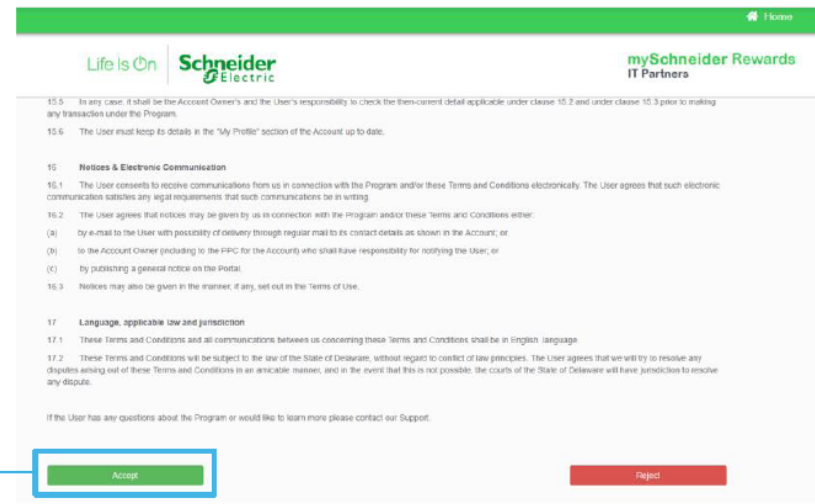 Home
Life Is On
Schneider
Electric
mySchneider Rewards
IT Partners
15.5 In any case, it shall be the Account Owner's and the User's responsibility to check the then-current detail applicable under clause 15.2 and under clause 15.3 prior to making
any transaction under the Program.
15.6 The User must keep its details in the "My Profile" section of the Account up to date.
16 Notices & Electronic Communication
16.1 The User consents to receive communications from us in connection with the Program and/or these Terms and Conditions electronically. The User agrees that such electronic
communication satisfies any legal requirements that such communications be in writing.
16.2 The User agrees that notices may be given by us in connection with the Program and/or these Terms and Conditions either:
(a) by e-mail to the User with possibility of delivery through regular mail to its contact details as shown in the Account; or
(b) to the Account Owner (including to the PPC for the Account) who shall have responsibility for notifying the User; or
(c) by publishing a general notice on the Portal.
16.3 Notices may also be given in the manner, if any, set out in the Terms of Use.
17 Language, applicable law and jurisdiction
17.1 These Terms and Conditions and all communications between us concerning these Terms and Conditions shall be in English language.
17.2 These Terms and Conditions will be subject to the law of the State of Delaware, without regard to conflict of law principles. The User agrees that we will try to resolve any
disputes arising out of these Terms and Conditions in an amicable manner, and in the event that this is not possible, the courts of the State of Delaware will have jurisdiction to resolve
any dispute.
If the User has any questions about the Program or would like to learn more please contact our Support.
Accept
Reject